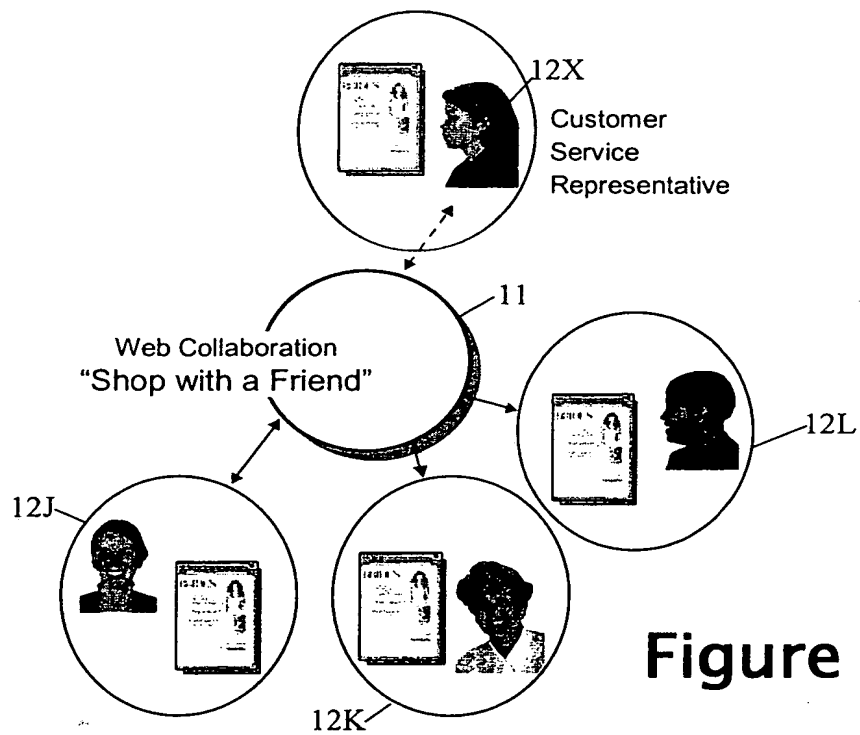 12X
Customer
Service
Representative
11
Web Collaboration
“Shop with a Friend”
12L
12J
12K
Figure